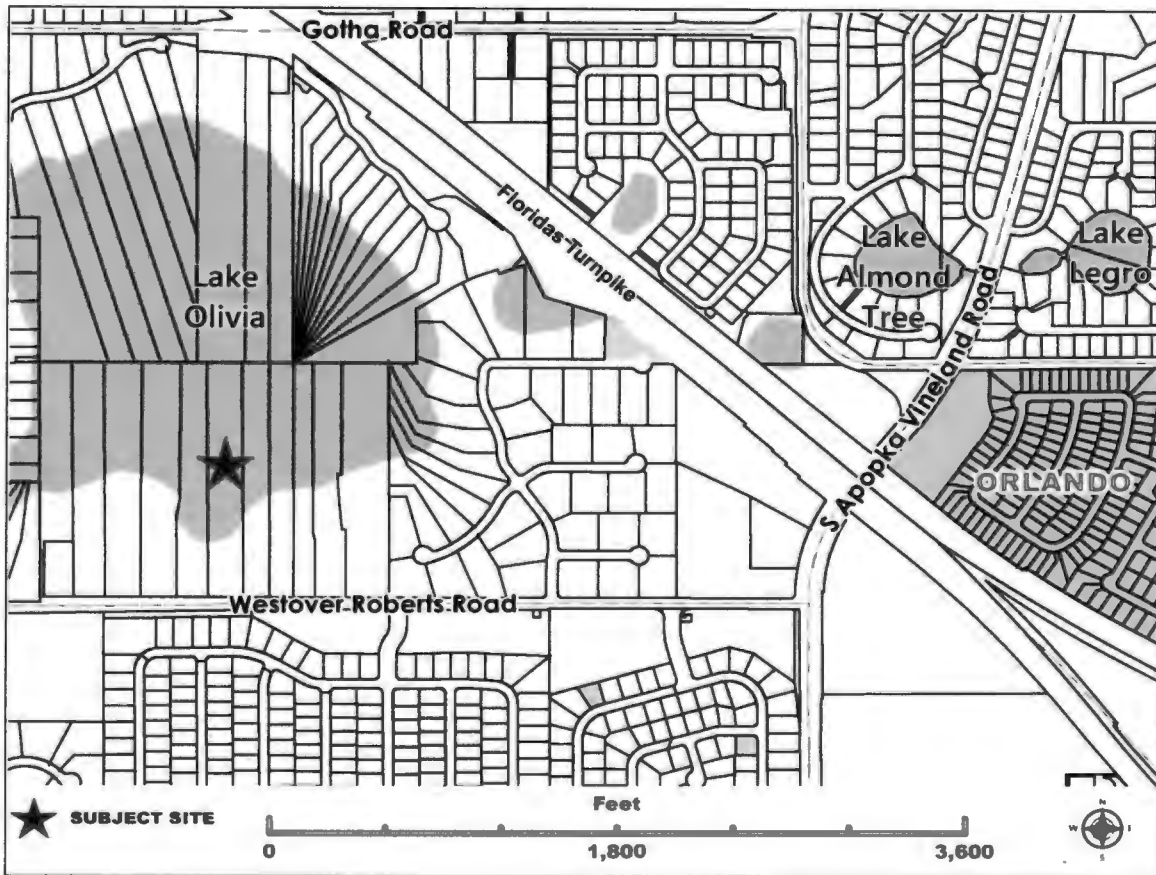 Gotha Road
Floridas Turnpike
Lake
Olivia
Lake
Almond
Tree
Lake
Legro
S Apopka Vineland Road
ORLANDO
Westover Roberts Road
SUBJECT SITE
Feet
0
1,800
3,600
N
W
S